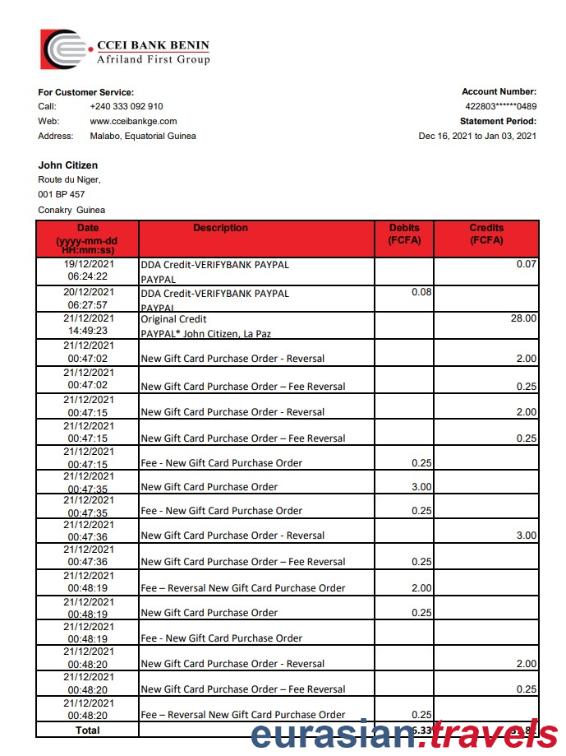 CCEI BANK BENIN
Afriland First Group
For Customer Service:
Call: +240 333 092 910
Web: www.cceibankge.com
Address: Malabo, Equatorial Guinea
Account Number:
422803******0489
Statement Period:
Dec 16, 2021 to Jan 03, 2021
John Citizen
Route du Niger,
001 BP 457
Conakry Guinea
Date (yyyy-mm-dd HH:mm:ss) Description Debits (FCFA) Credits (FCFA)
19/12/2021 06:24:22 DDA Credit-VERIFYBANK PAYPAL PAYPAL 0.07
20/12/2021 06:27:57 DDA Credit-VERIFYBANK PAYPAL PAYPAL 0.08
21/12/2021 14:49:23 Original Credit PAYPAL* John Citizen, La Paz 28.00
21/12/2021 00:47:02 New Gift Card Purchase Order - Reversal 2.00
21/12/2021 00:47:02 New Gift Card Purchase Order - Fee Reversal 0.25
21/12/2021 00:47:15 New Gift Card Purchase Order - Reversal 2.00
21/12/2021 00:47:15 New Gift Card Purchase Order – Fee Reversal 0.25
21/12/2021 00:47:15 Fee - New Gift Card Purchase Order 0.25
21/12/2021 00:47:35 New Gift Card Purchase Order 3.00
21/12/2021 00:47:35 Fee - New Gift Card Purchase Order 0.25
21/12/2021 00:47:36 New Gift Card Purchase Order - Reversal 3.00
21/12/2021 00:47:36 New Gift Card Purchase Order – Fee Reversal 0.25
21/12/2021 00:48:19 Fee – Reversal New Gift Card Purchase Order 2.00
21/12/2021 00:48:19 New Gift Card Purchase Order 0.25
21/12/2021 00:48:19 Fee - New Gift Card Purchase Order
21/12/2021 00:48:20 New Gift Card Purchase Order - Reversal 2.00
21/12/2021 00:48:20 New Gift Card Purchase Order – Fee Reversal 0.25
21/12/2021 00:48:20 Fee – Reversal New Gift Card Purchase Order 0.25
Total
eurasian.travels